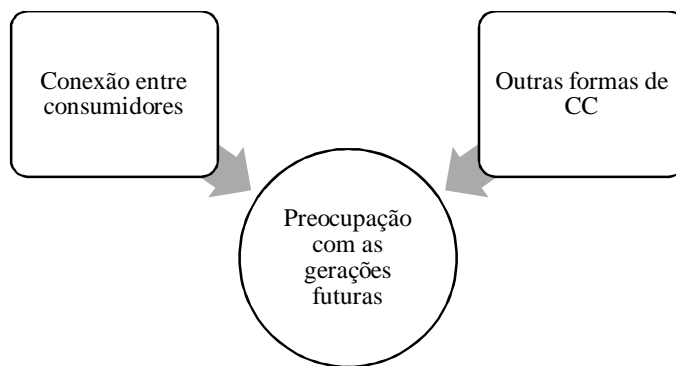 Conexão entre
consumidores
Outras formas de
CC
Preocupação
com as
gerações
futuras